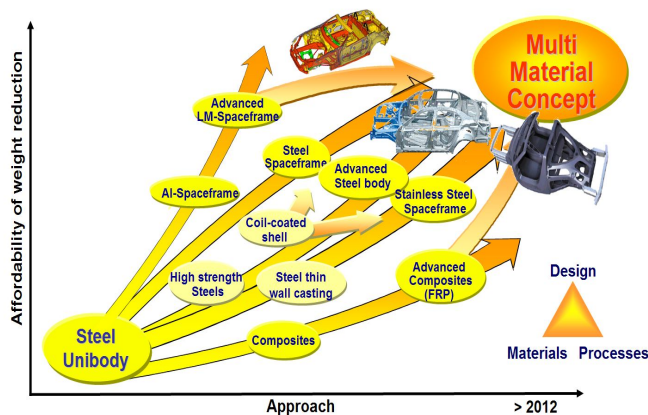 Affordability of weight reduction
Multi
Material
Concept
Advanced
LM-Spaceframe
Steel
Spaceframe
Advanced
Steel body
Al-Spaceframe
Stainless Steel
Spaceframe
Coil-coated
shell
High strength
Steels
Steel thin
wall casting
Advanced
Composites
(FRP)
Design
Steel
Unibody
Composites
Materials Processes
Approach
> 2012